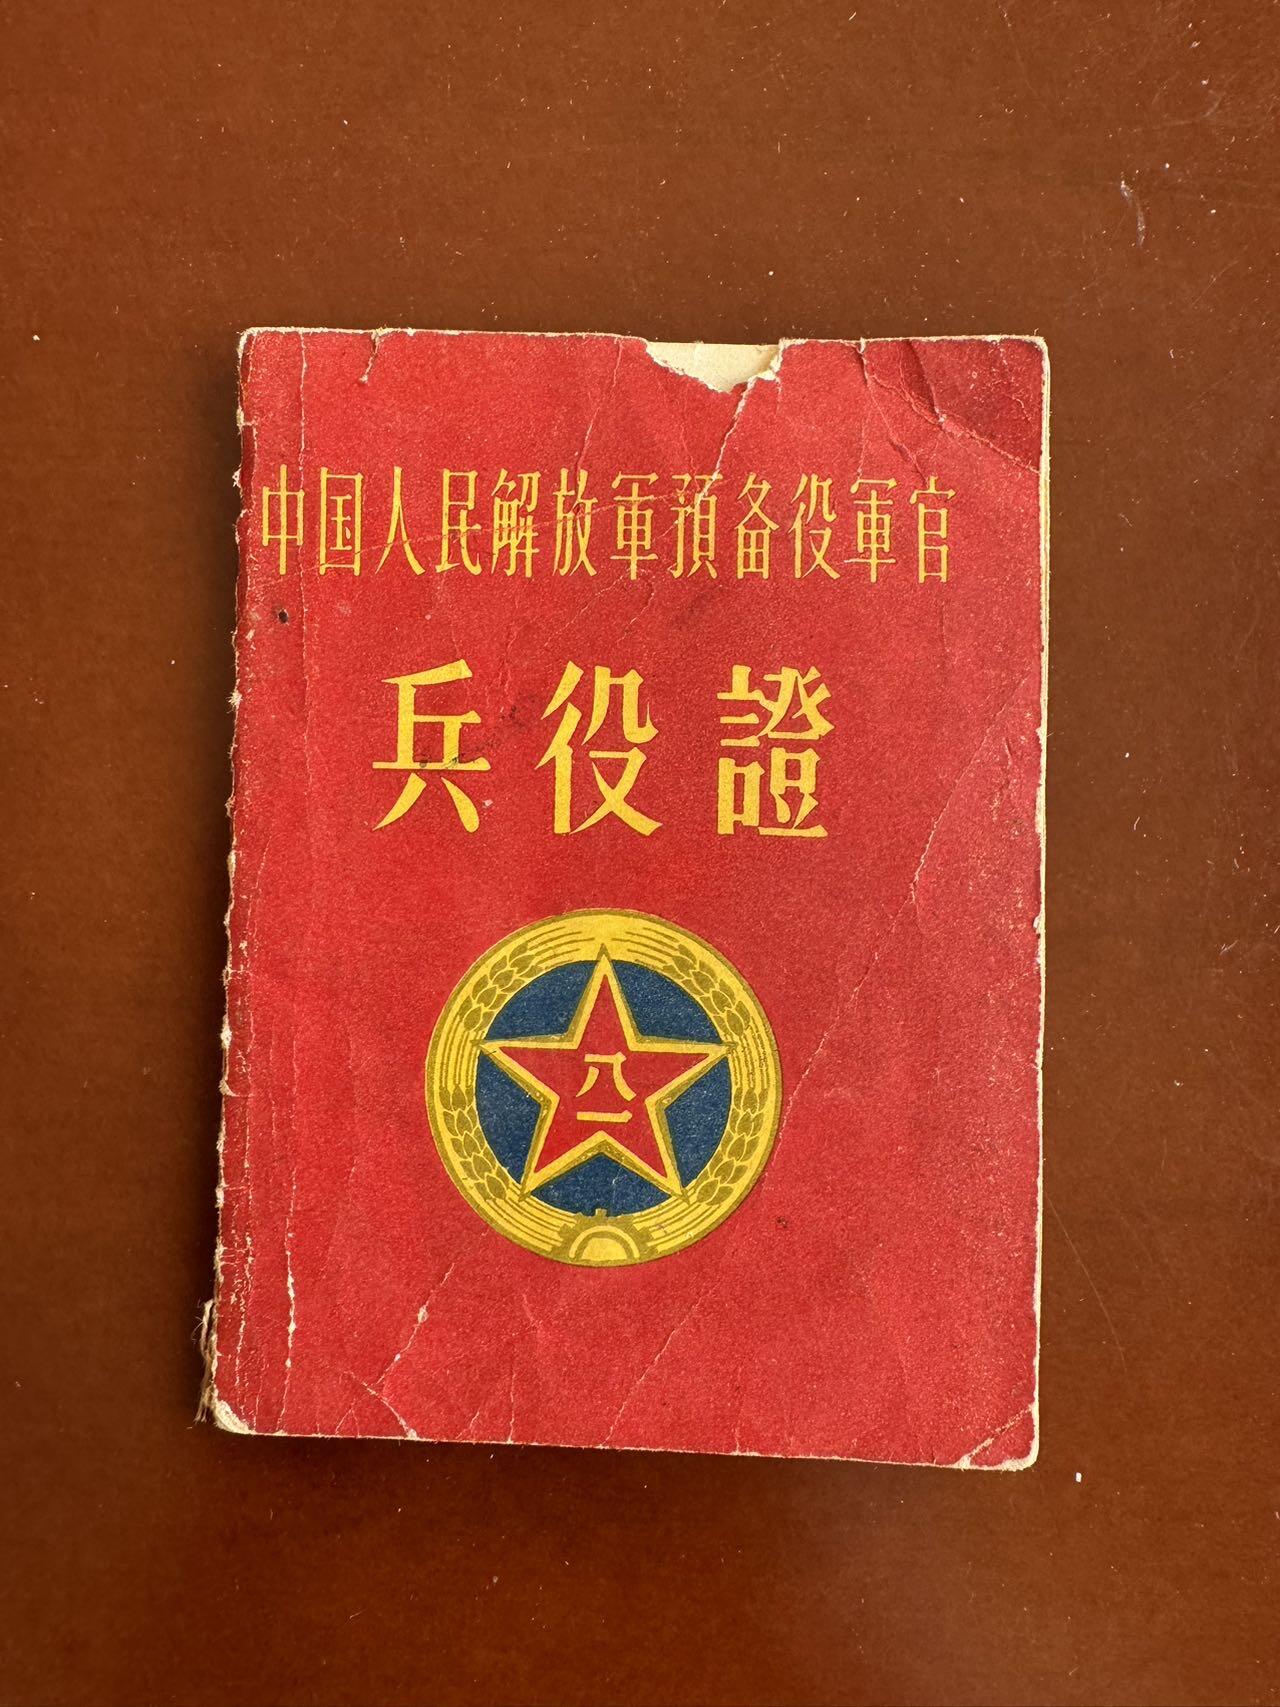 中国人民解放軍預备役軍官
兵役證
八一